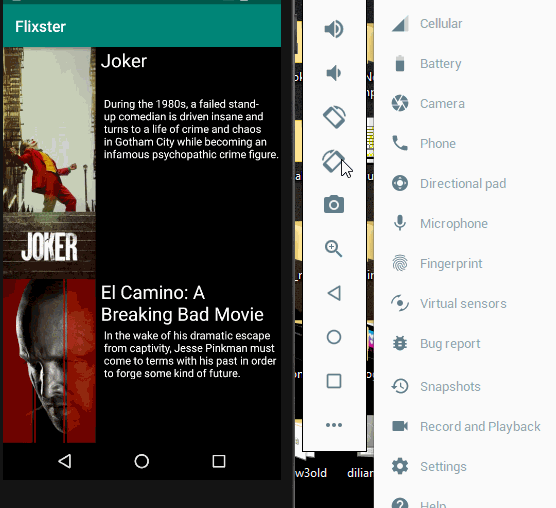 Flixster
Joker
During the 1980s, a failed stand-
up comedian is driven insane and
turns to a life of crime and chaos
in Gotham City while becoming an
infamous psychopathic crime figure.
JOKER
El Camino: A
Breaking Bad Movie
In the wake of his dramatic escape
from captivity, Jesse Pinkman must
come to terms with his past in order
to forge some kind of future.
w3old
dilian
Cellular
Battery
Camera
Phone
Directional pad
Microphone
Fingerprint
Virtual sensors
Bug report
Snapshots
Record and Playback
Settings
Help